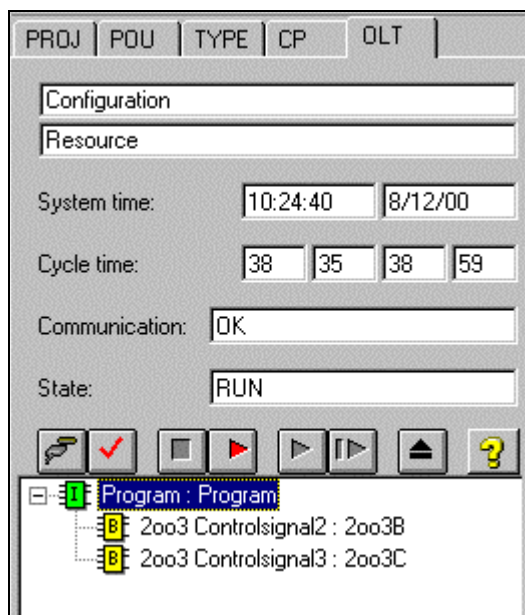 PROJ POU TYPE CP OLT
Configuration
Resource
System time: 10:24:40 8/12/00
Cycle time: 38 35 38 59
Communication: OK
State: RUN
I Program : Program
B 2oo3 Controlsignal2 : 2oo3B
B 2oo3 Controlsignal3 : 2oo3C